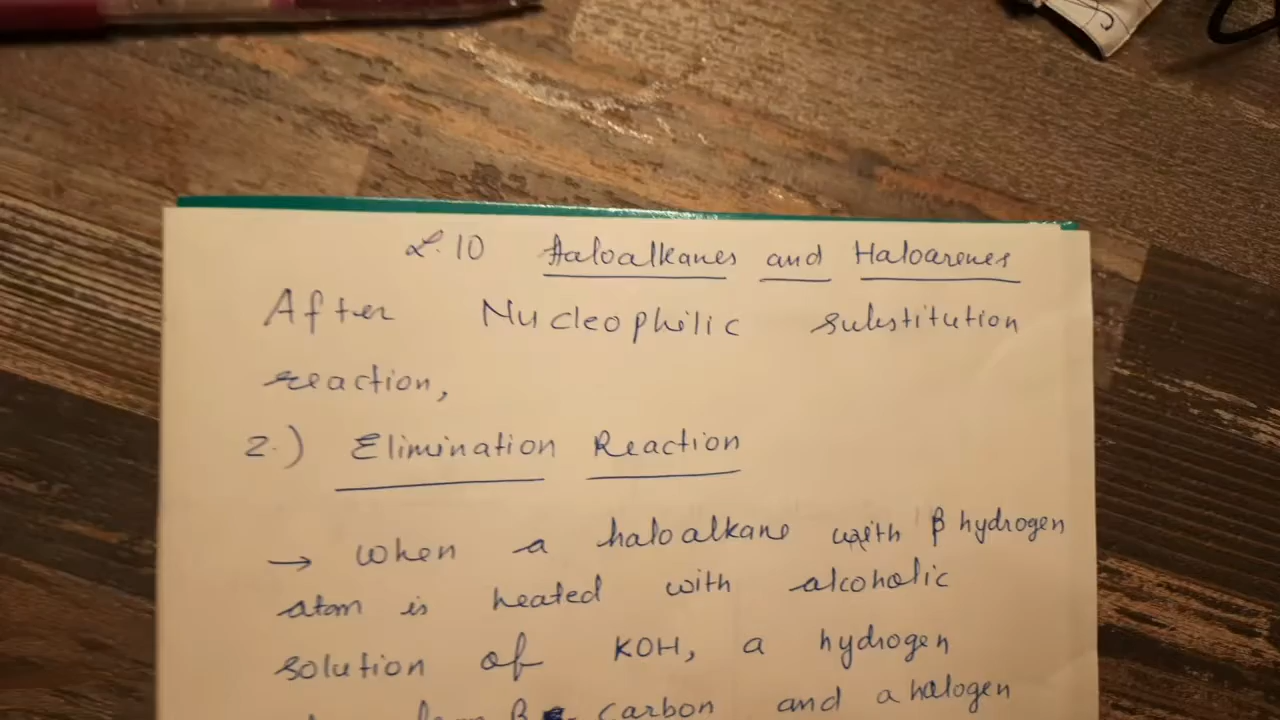 L.10 Haloalkanes and Haloarenes
After Nucleophilic substitution
reaction,
2.) Elimination Reaction
→ When a haloalkane with β hydrogen
atom is heated with alcoholic
solution of KOH, a hydrogen
from β carbon and a halogen